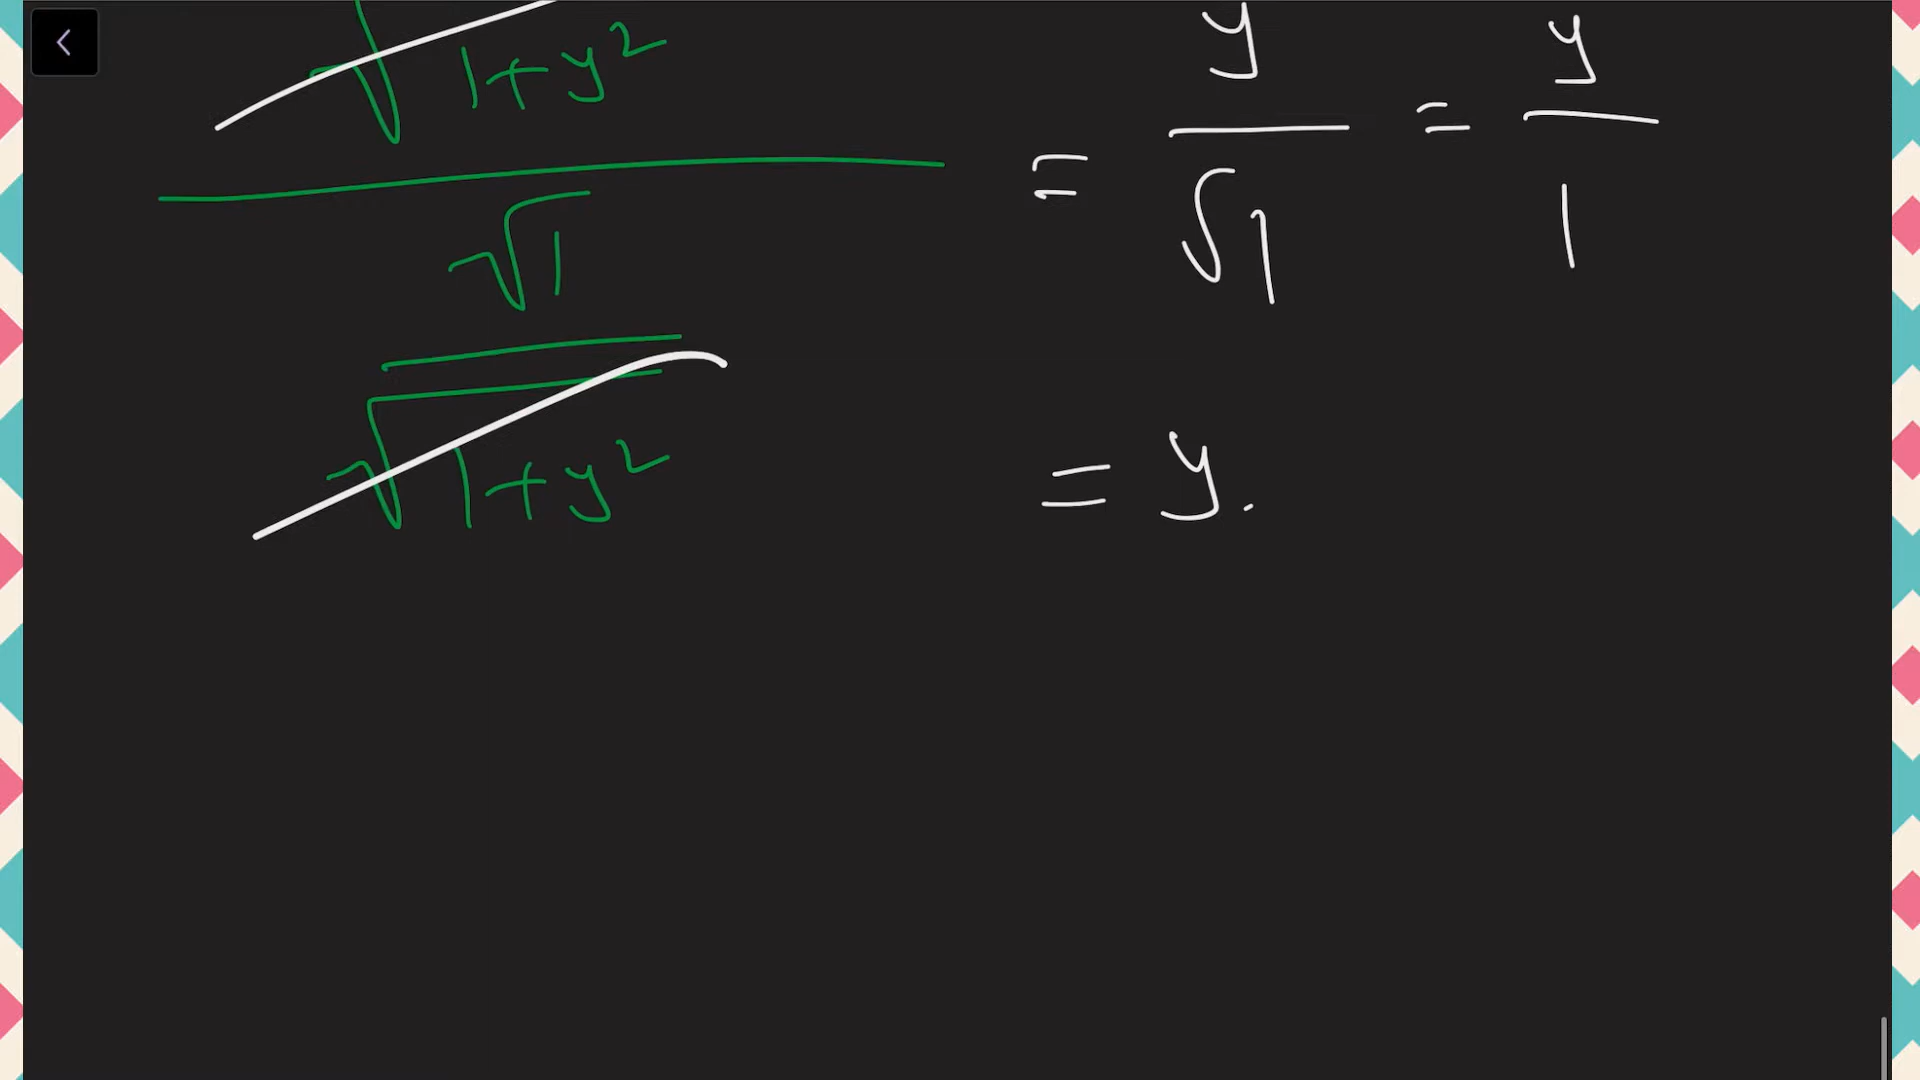 √1+y²
√1
√1+y²
= y/√1 = y/1
= y.